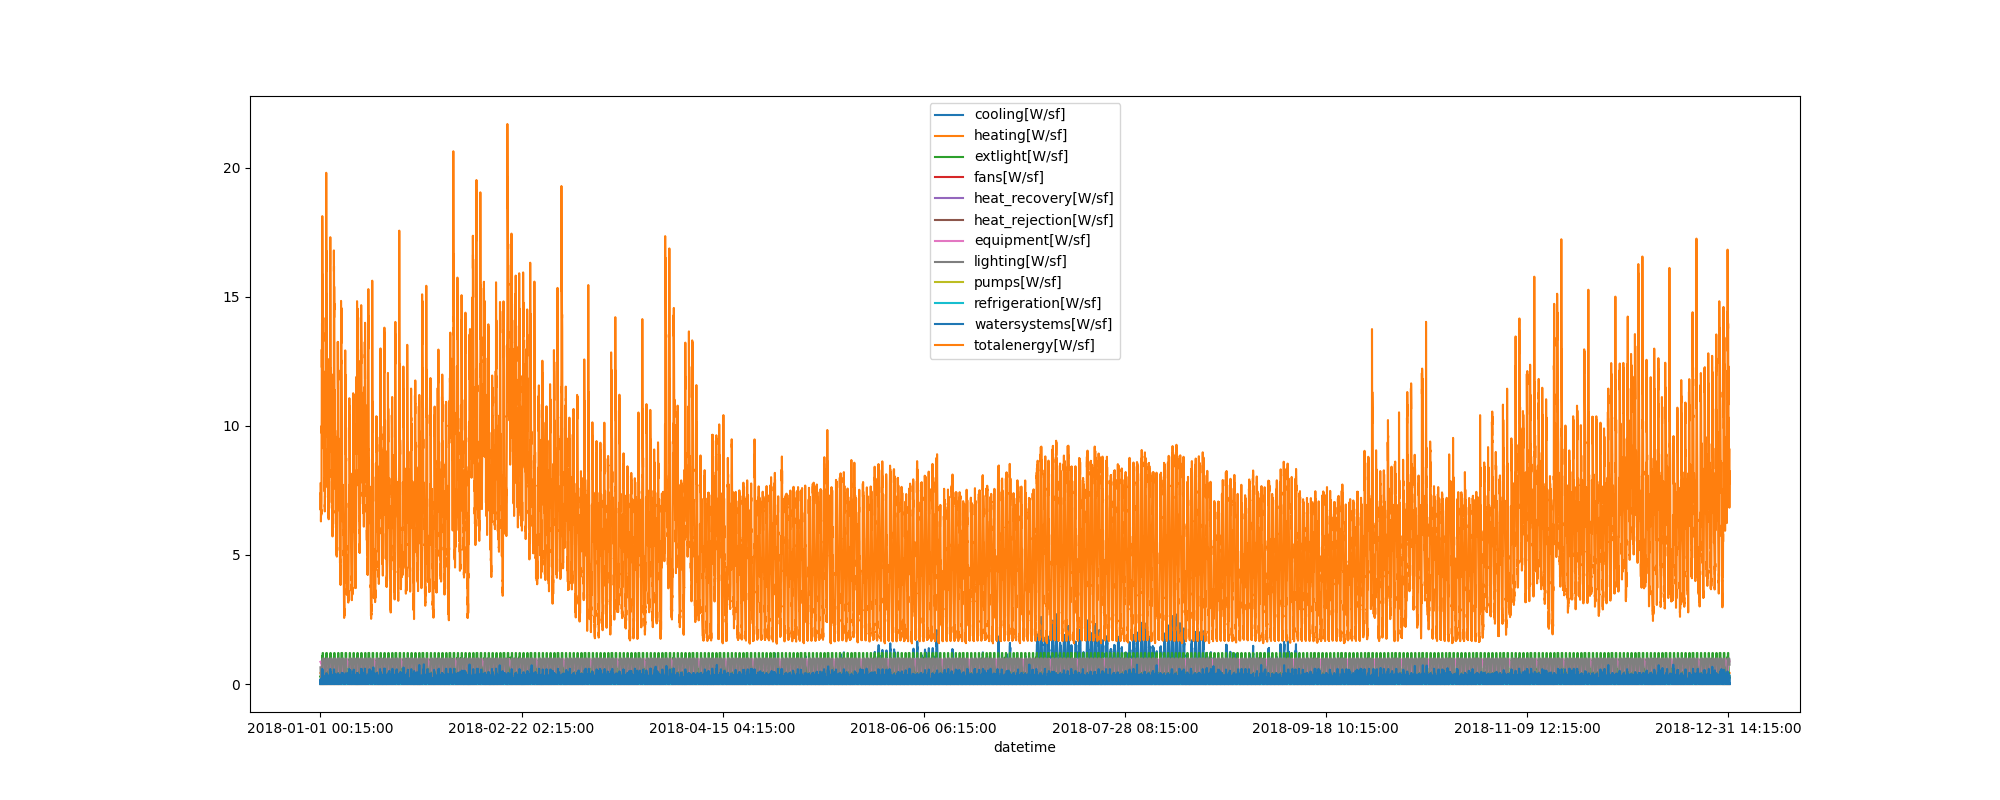 cooling[W/sf]
heating[W/sf]
extlight[W/sf]
fans[W/sf]
heat_recovery[W/sf]
heat_rejection[W/sf]
equipment[W/sf]
lighting[W/sf]
pumps[W/sf]
refrigeration[W/sf]
watersystems[W/sf]
totalenergy[W/sf]
20
15
10
5
0
2018-01-01 00:15:00 2018-02-22 02:15:00 2018-04-15 04:15:00 2018-06-06 06:15:00 2018-07-28 08:15:00 2018-09-18 10:15:00 2018-11-09 12:15:00 2018-12-31 14:15:00
datetime